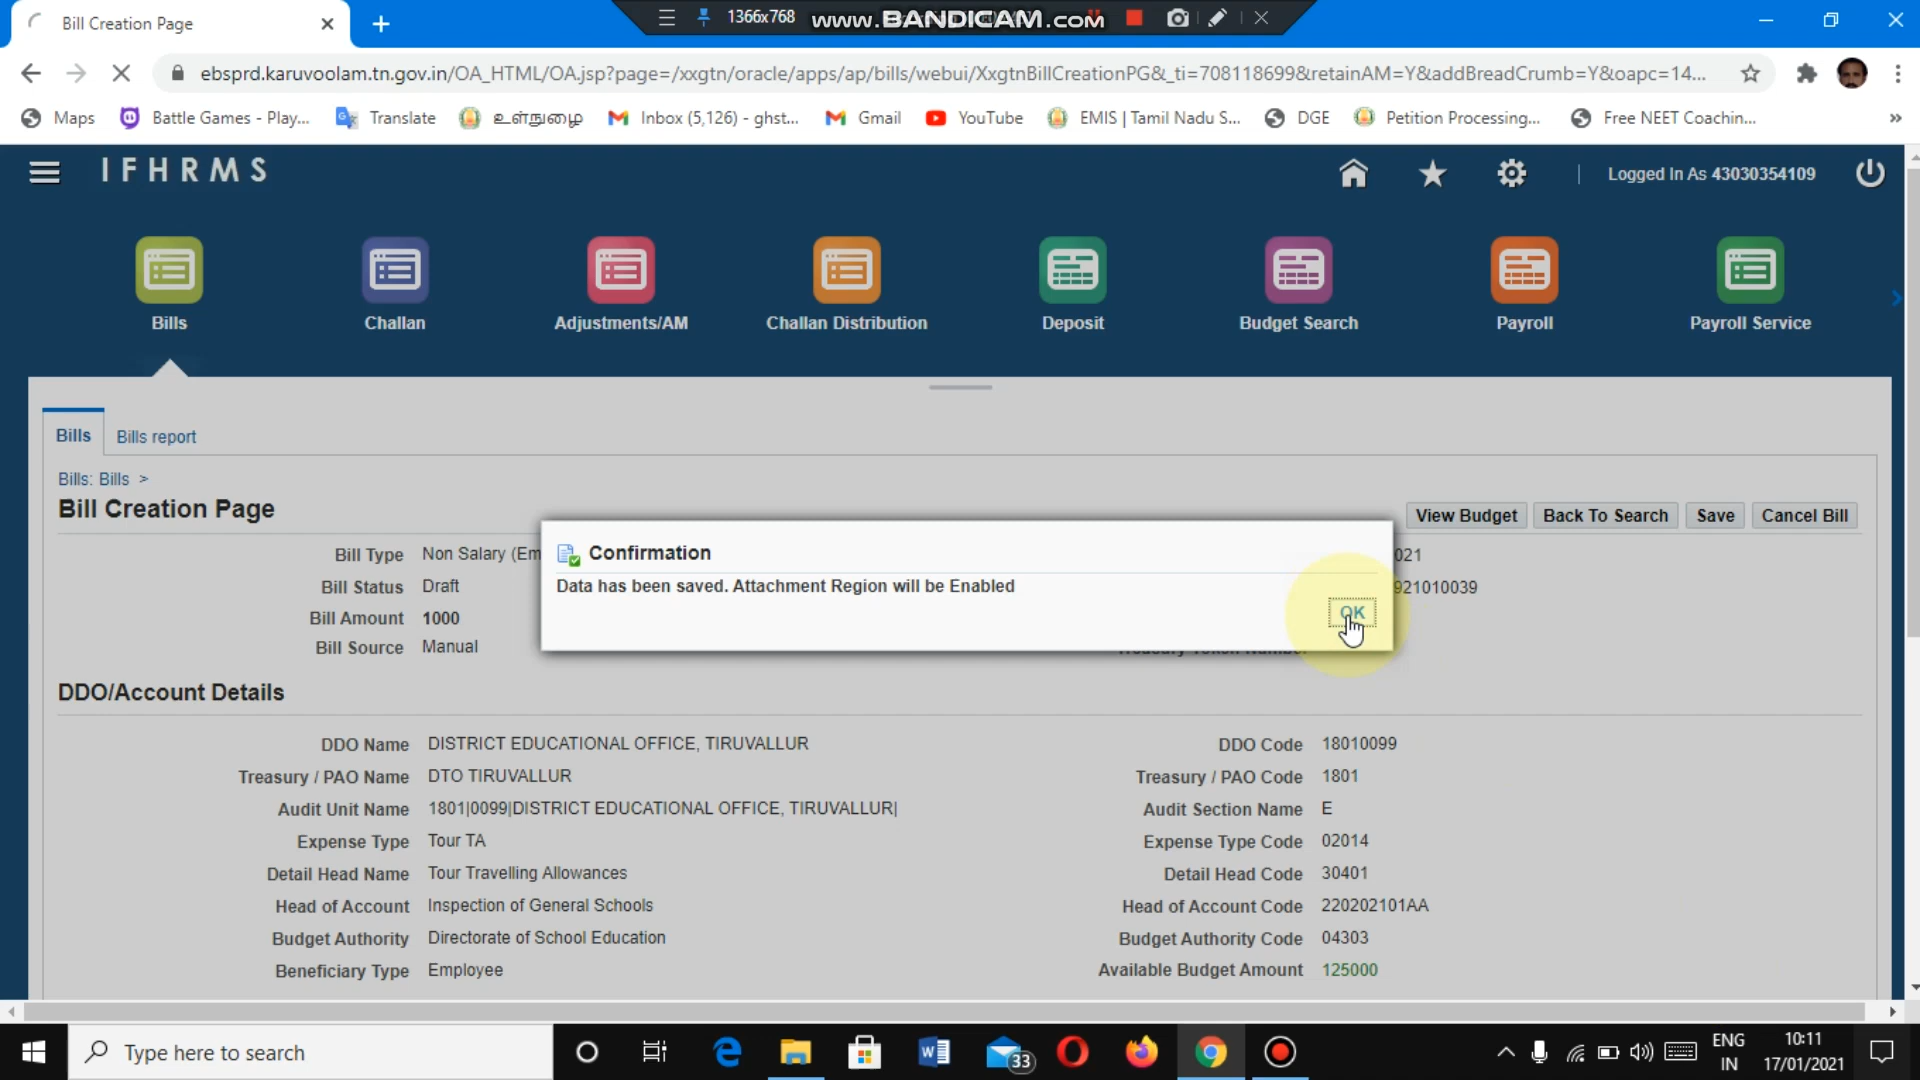 Bill Creation Page
1366x768
www.BANDICAM.com
ebsprd.karuvoolam.tn.gov.in/OA_HTML/OA.jsp?page=/xxgtn/oracle/apps/ap/bills/webui/XxgtnBillCreationPG&_ti=708118699&retainAM=Y&addBreadCrumb=Y&oapc=14...
Maps
Battle Games - Play...
Translate
உள்நுழை
Inbox (5,126) - ghst...
Gmail
YouTube
EMIS | Tamil Nadu S...
DGE
Petition Processing...
Free NEET Coachin...
»
IFHRMS
Logged In As 43030354109
Bills
Challan
Adjustments/AM
Challan Distribution
Deposit
Budget Search
Payroll
Payroll Service
Bills
Bills report
Bills: Bills >
Bill Creation Page
View Budget
Back To Search
Save
Cancel Bill
Bill Type Non Salary (Em
021
Bill Status Draft
921010039
Bill Amount 1000
Bill Source Manual
Confirmation
Data has been saved. Attachment Region will be Enabled
OK
DDO/Account Details
DDO Name DISTRICT EDUCATIONAL OFFICE, TIRUVALLUR
DDO Code 18010099
Treasury / PAO Name DTO TIRUVALLUR
Treasury / PAO Code 1801
Audit Unit Name 1801|0099|DISTRICT EDUCATIONAL OFFICE, TIRUVALLUR|
Audit Section Name E
Expense Type Tour TA
Expense Type Code 02014
Detail Head Name Tour Travelling Allowances
Detail Head Code 30401
Head of Account Inspection of General Schools
Head of Account Code 220202101AA
Budget Authority Directorate of School Education
Budget Authority Code 04303
Beneficiary Type Employee
Available Budget Amount 125000
Type here to search
33
ENG
IN
10:11
17/01/2021